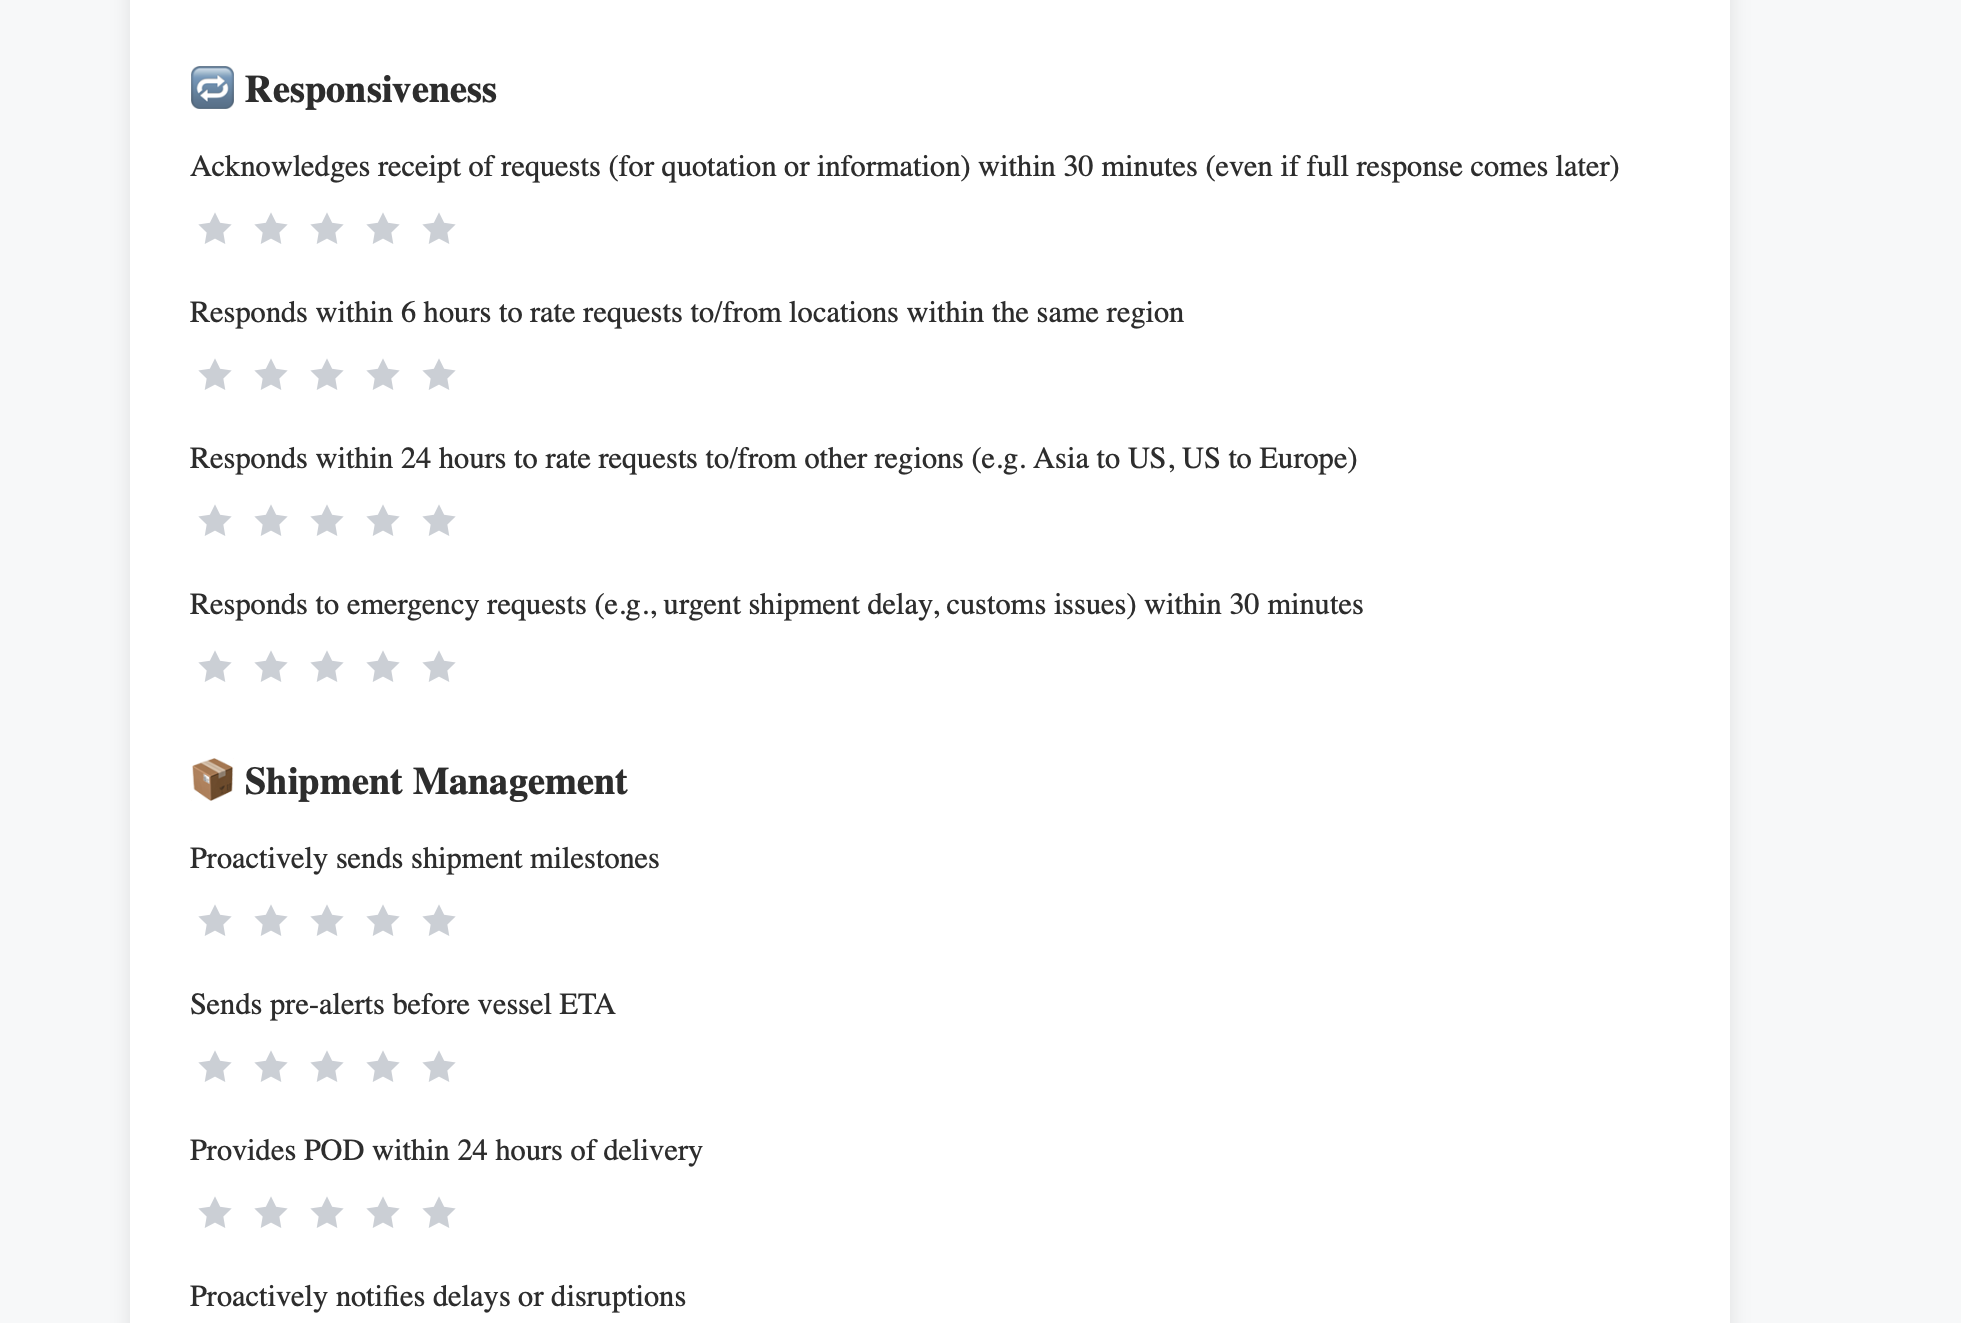 Responsiveness
Acknowledges receipt of requests (for quotation or information) within 30 minutes (even if full response comes later)
Responds within 6 hours to rate requests to/from locations within the same region
Responds within 24 hours to rate requests to/from other regions (e.g. Asia to US, US to Europe)
Responds to emergency requests (e.g., urgent shipment delay, customs issues) within 30 minutes
Shipment Management
Proactively sends shipment milestones
Sends pre-alerts before vessel ETA
Provides POD within 24 hours of delivery
Proactively notifies delays or disruptions